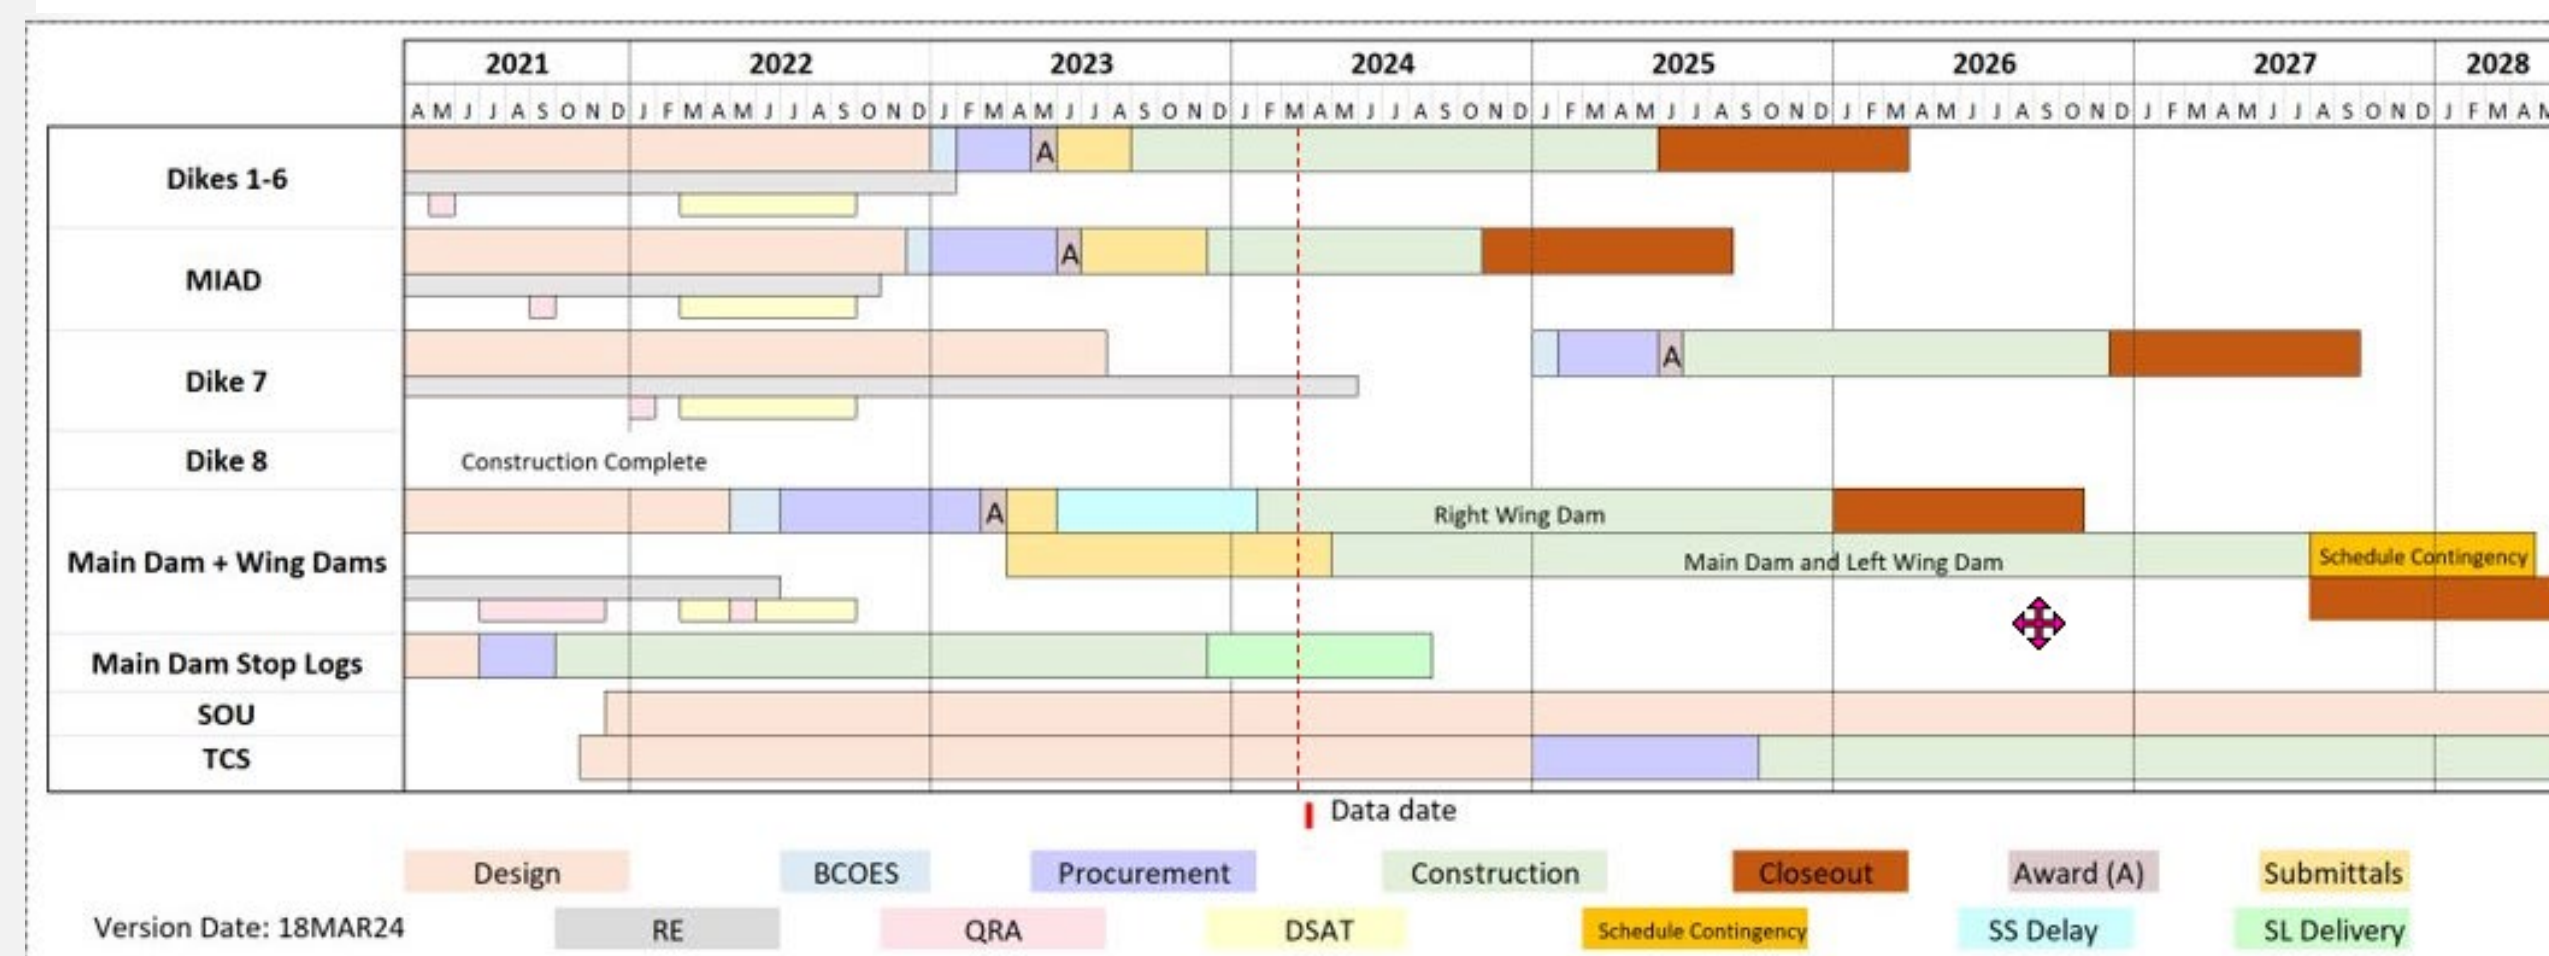 2021 2022 2023 2024 2025 2026 2027 2028
A M J J A S O N D J F M A M J J A S O N D J F M A M J J A S O N D J F M A M J J A S O N D J F M A M J J A S O N D J F M A M J J A S O N D J F M A M J J A S O N D J F M A M
Dikes 1-6 A
MIAD A
Dike 7 A
Dike 8 Construction Complete
A Right Wing Dam
Main Dam + Wing Dams Main Dam and Left Wing Dam Schedule Contingency
Main Dam Stop Logs
SOU
TCS
Data date
Design BCOES Procurement Construction Closeout Award (A) Submittals
Version Date: 18MAR24 RE QRA DSAT Schedule Contingency SS Delay SL Delivery